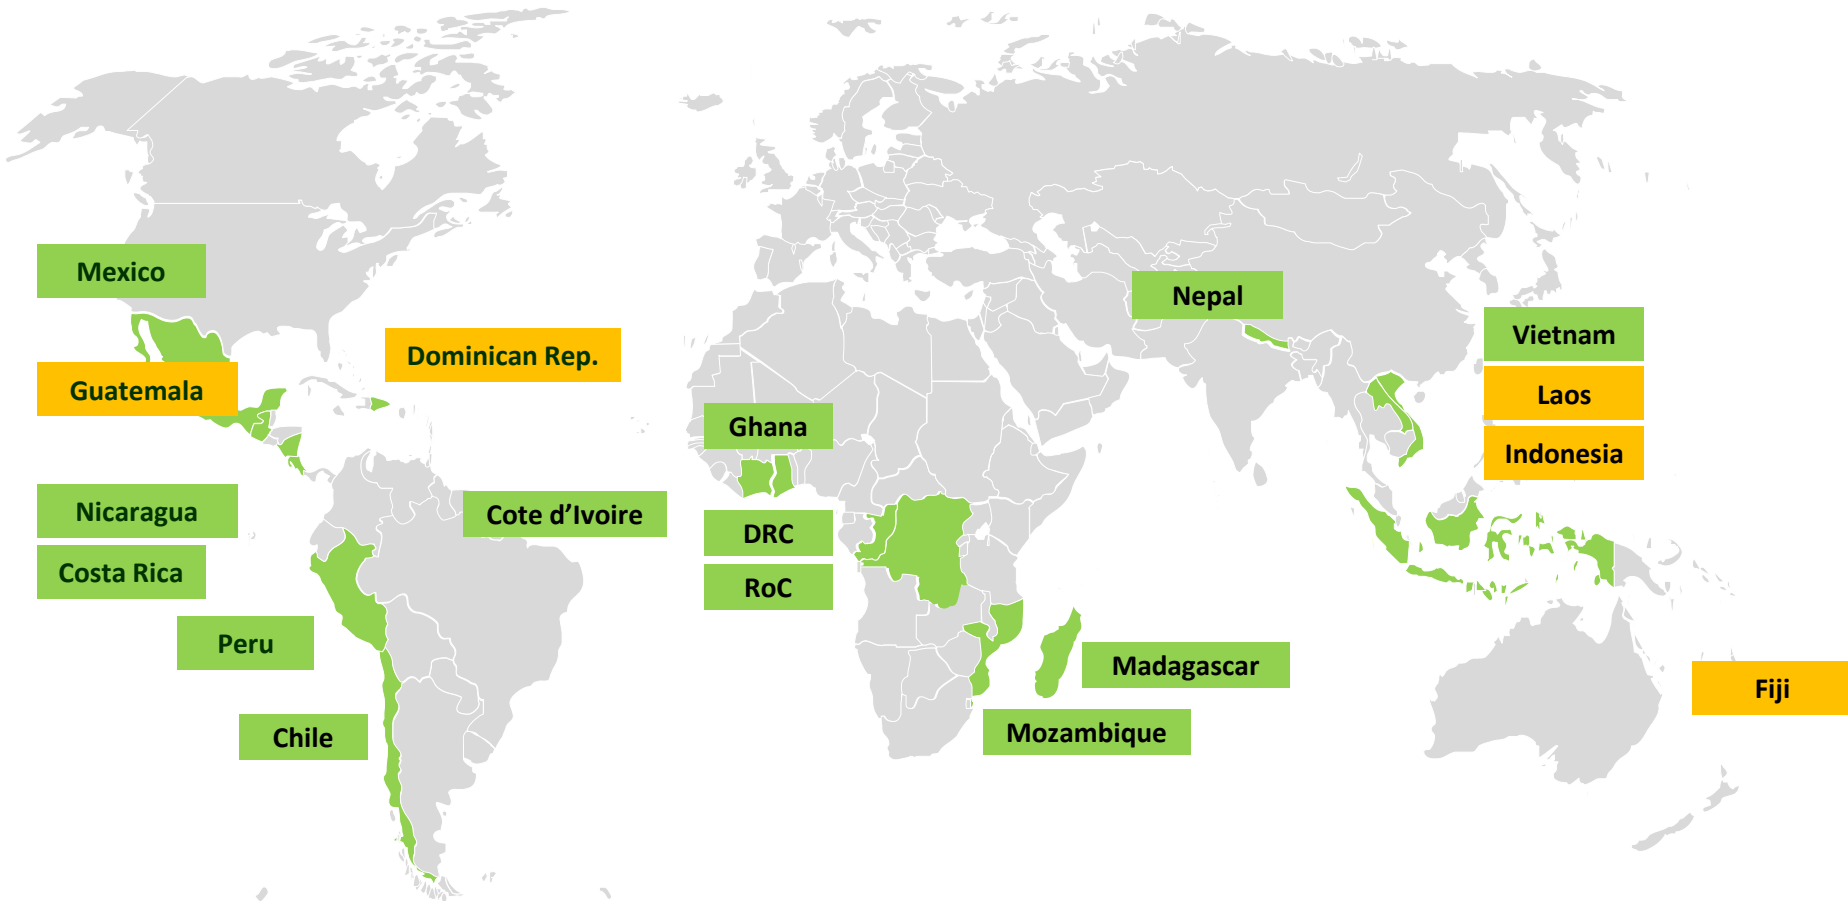 Mexico
Nepal
Vietnam
Dominican Rep.
Guatemala
Laos
Ghana
Indonesia
Nicaragua
Cote d’Ivoire
DRC
Costa Rica
RoC
Peru
Madagascar
Fiji
Chile
Mozambique